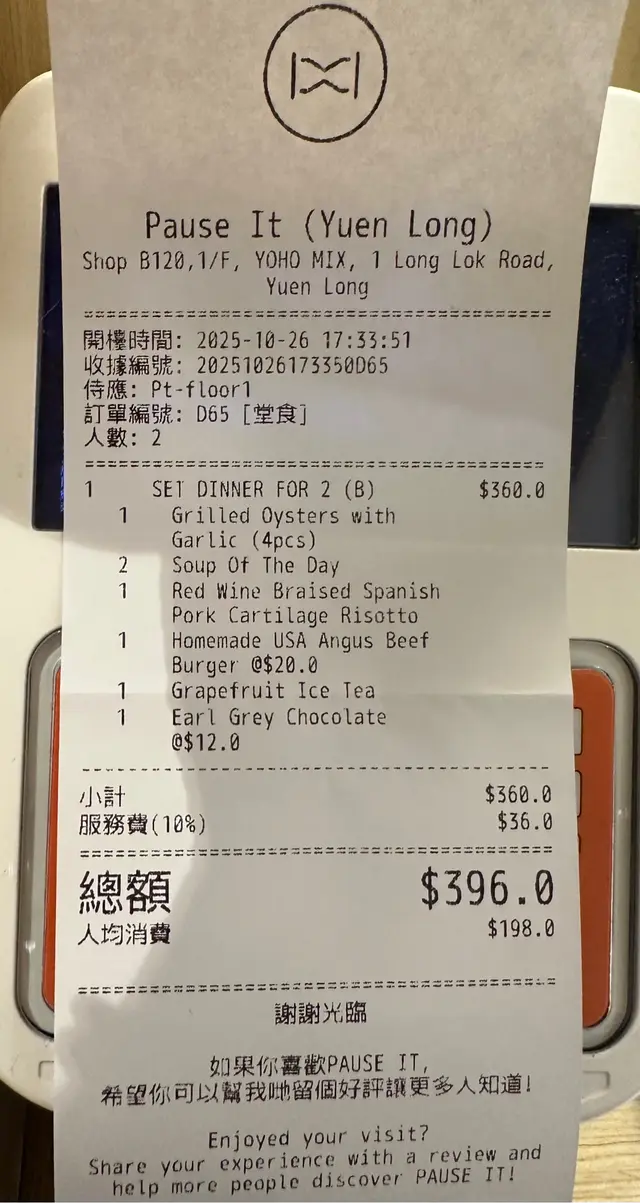 Pause It (Yuen Long)
Shop B120,1/F, YOHO MIX, 1 Long Lok Road,
Yuen Long
開檯時間: 2025-10-26 17:33:51
收據編號: 20251026173350D65
侍應: Pt-floor1
訂單編號: D65 [堂食]
人數: 2
1 SET DINNER FOR 2 (B) $360.0
1 Grilled Oysters with
Garlic (4pcs)
2 Soup Of The Day
1 Red Wine Braised Spanish
Pork Cartilage Risotto
1 Homemade USA Angus Beef
Burger @$20.0
1 Grapefruit Ice Tea
1 Earl Grey Chocolate
@$12.0
小計 $360.0
服務費(10%) $36.0
總額 $396.0
人均消費 $198.0
謝謝光臨
如果你喜歡PAUSE IT,
希望你可以幫我哋留個好評讓更多人知道!
Enjoyed your visit?
Share your experience with a review and
help more people discover PAUSE IT!